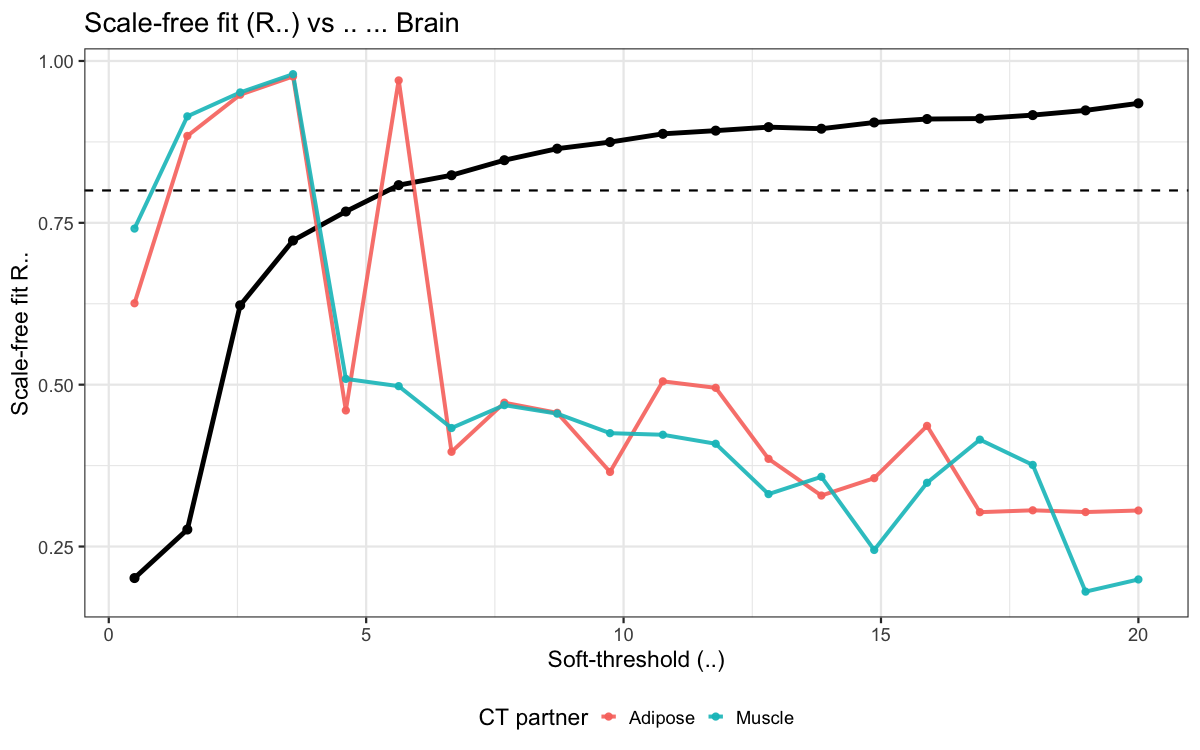 Scale-free fit (R..) vs .. ... Brain
Scale-free fit R..
1.00
0.75
0.50
0.25
0
5
10
15
20
Soft-threshold (..)
CT partner Adipose Muscle